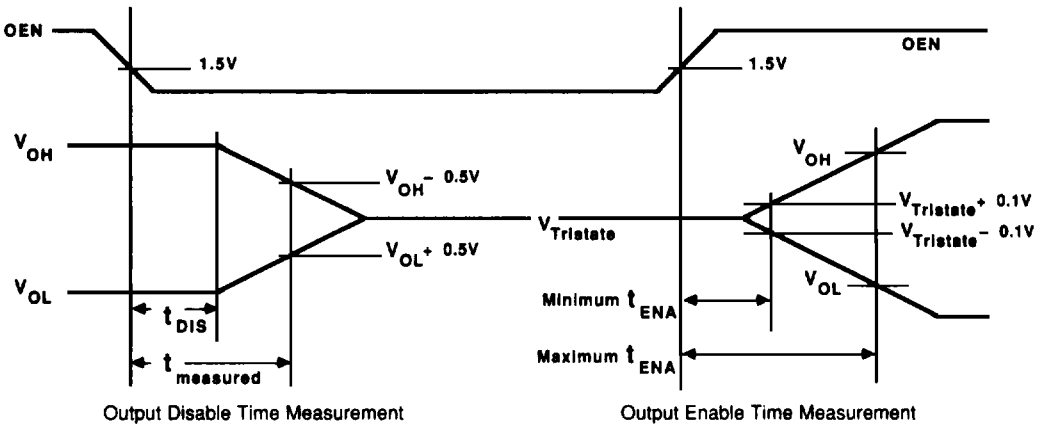 OEN
1.5V
1.5V
OEN
VOH
VOH - 0.5V
VOH
VTristate + 0.1V
VTristate
VTristate - 0.1V
VOL + 0.5V
VOL
VOL
Minimum tENA
tDIS
Maximum tENA
tmeasured
Output Disable Time Measurement
Output Enable Time Measurement